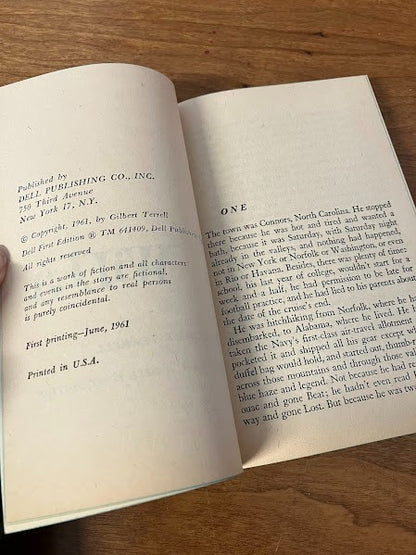 Published by
DELL PUBLISHING CO., INC.
750 Third Avenue
New York 17, N.Y.
© Copyright, 1961, by Gilbert Terrell
Dell First Edition ® TM 641409, Dell Publis
All rights reserved
This is a work of fiction and all characters
and events in the story are fictional,
and any resemblance to real persons
is purely coincidental.
First printing—June, 1961
Printed in U.S.A.
ONE
The town was Connors, North Carolina. He stopped
there because he was hot and tired and wanted a
bath, because it was Saturday, with Saturday night
already in the valleys, and nothing had happened,
not in New York or Norfolk or Washington, or even
in Rio or Havana. Besides, there was plenty of time;
school, his last year of college, wouldn't start for a
week and a half, he had permission to be late for
football practice, and he had lied to his parents about
the date of the cruise's end.
He was hitchhiking from Norfolk, where he h
disembarked, to Alabama, where he lived. He h
taken the Navy's first-class air-travel allotment
pocketed it and shipped all his gear except
duffel bag would hold, and started out, thumb
across those mountains and through those w
blue haze and legend. Not because he had re
ouac and gone Beat; he hadn't even read
way and gone Lost. But because he was tw